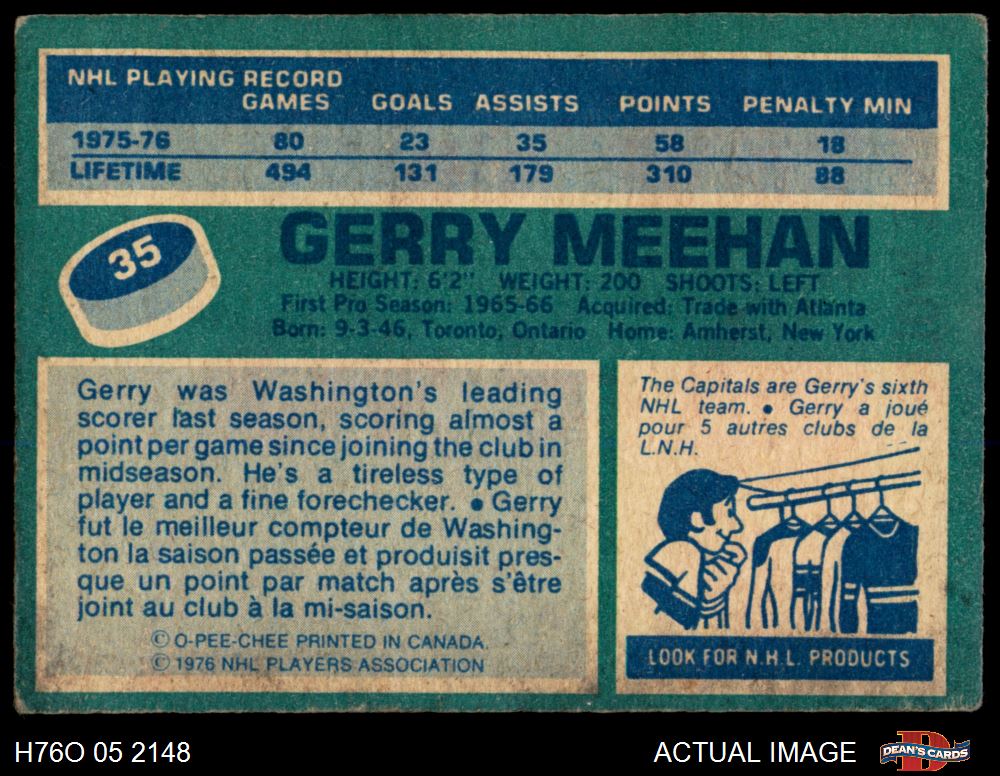 NHL PLAYING RECORD
GAMES GOALS ASSISTS POINTS PENALTY MIN
1975-76 80 23 35 58 18
LIFETIME 494 131 179 310 88
35
GERRY MEEHAN
HEIGHT: 6'2" WEIGHT: 200 SHOOTS: LEFT
First Pro Season: 1965-66 Acquired: Trade with Atlanta
Born: 9-3-46, Toronto, Ontario Home: Amherst, New York
Gerry was Washington's leading
scorer last season, scoring almost a
point per game since joining the club in
midseason. He's a tireless type of
player and a fine forechecker. • Gerry
fut le meilleur compteur de Washing-
ton la saison passée et produisit pres-
que un point par match après s'être
joint au club à la mi-saison.
© O-PEE-CHEE PRINTED IN CANADA.
© 1976 NHL PLAYERS ASSOCIATION
The Capitals are Gerry's sixth
NHL team. • Gerry a joué
pour 5 autres clubs de la
L.N.H.
LOOK FOR N.H.L. PRODUCTS
H76O 05 2148
ACTUAL IMAGE
DEAN'S CARDS